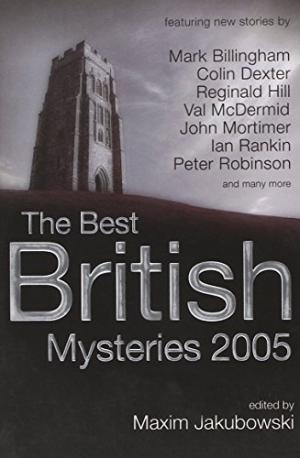 featuring new stories by
Mark Billingham
Colin Dexter
Reginald Hill
Val McDermid
John Mortimer
Ian Rankin
Peter Robinson
and many more
The Best
British
Mysteries 2005
edited by
Maxim Jakubowski